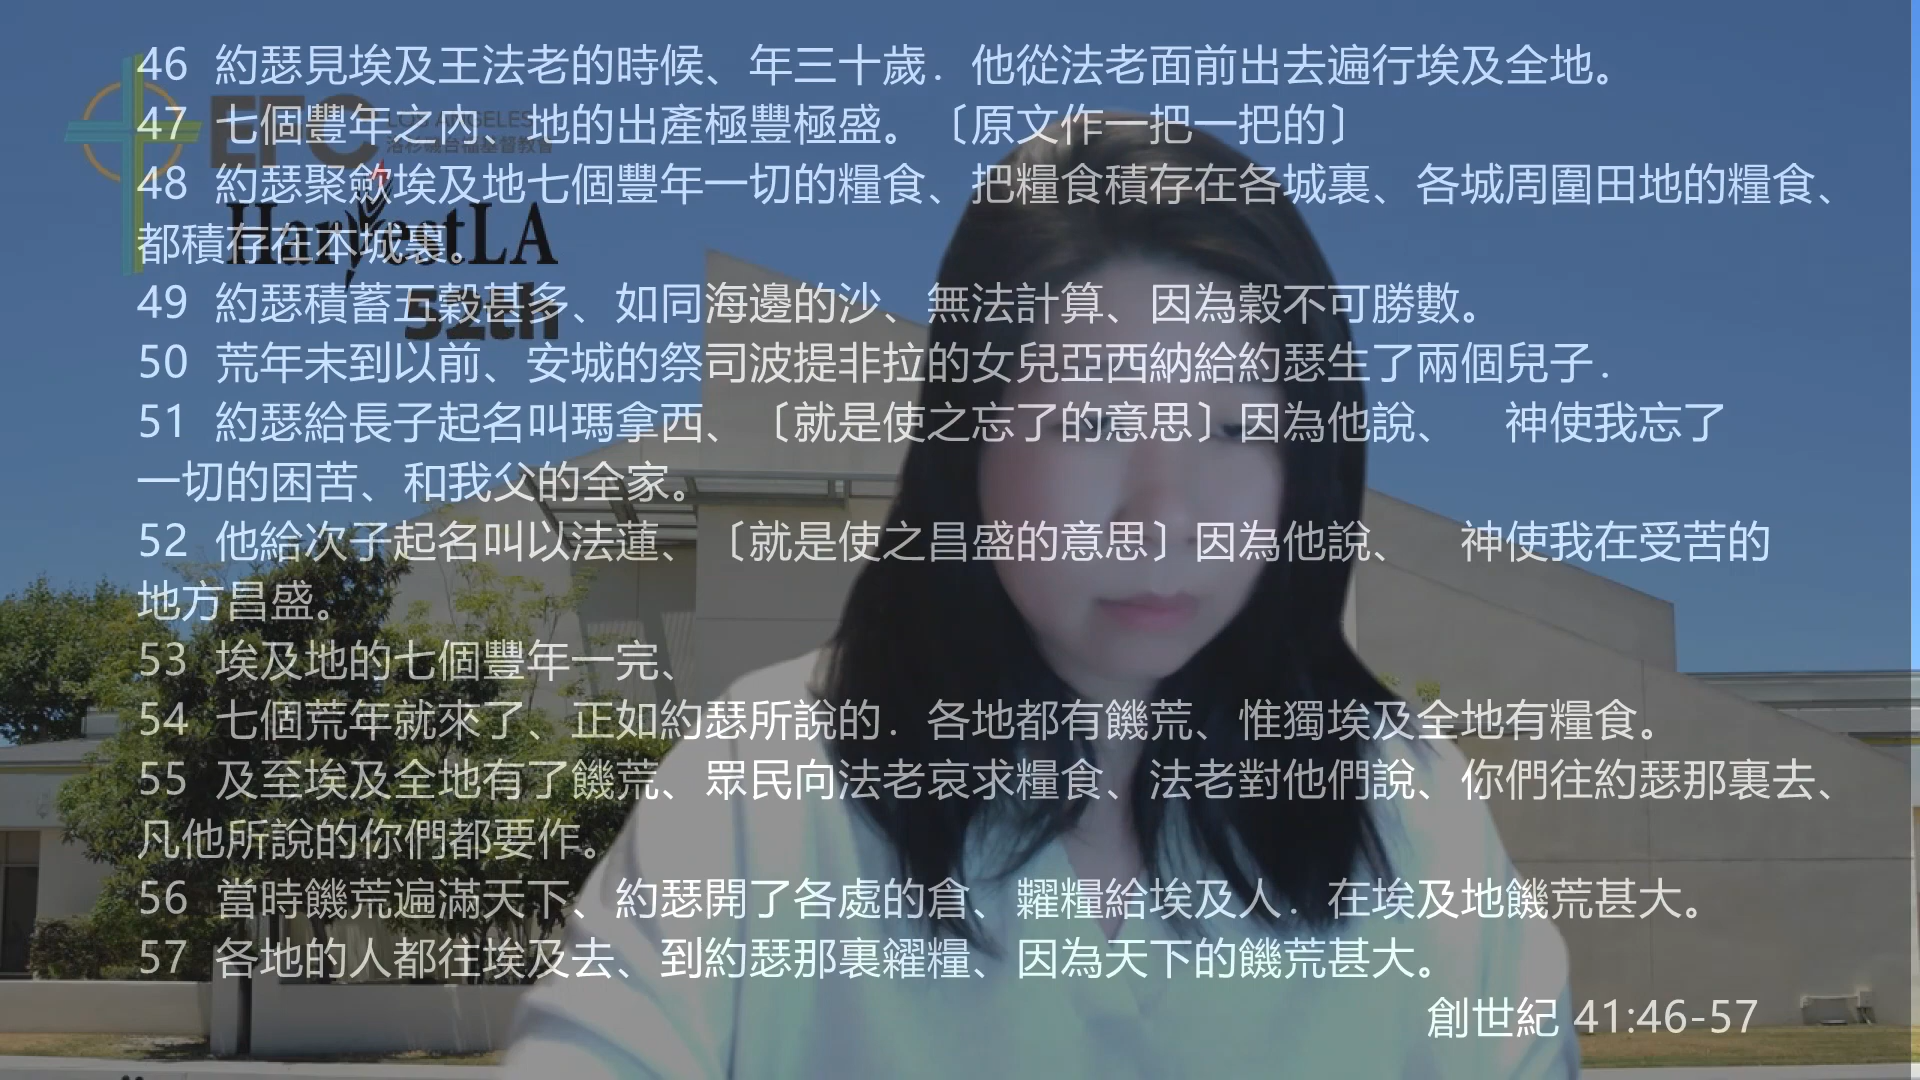 46 約瑟見埃及王法老的時候、年三十歲．他從法老面前出去遍行埃及全地。
47 七個豐年之內、地的出產極豐極盛。〔原文作一把一把的〕
48 約瑟聚斂埃及地七個豐年一切的糧食、把糧食積存在各城裏、各城周圍田地的糧食、
都積存在本城裏。
49 約瑟積蓄五穀甚多、如同海邊的沙、無法計算、因為穀不可勝數。
50 荒年未到以前、安城的祭司波提非拉的女兒亞西納給約瑟生了兩個兒子．
51 約瑟給長子起名叫瑪拿西、〔就是使之忘了的意思〕因為他說、　神使我忘了
一切的困苦、和我父的全家。
52 他給次子起名叫以法蓮、〔就是使之昌盛的意思〕因為他說、　神使我在受苦的
地方昌盛。
53 埃及地的七個豐年一完、
54 七個荒年就來了、正如約瑟所說的．各地都有饑荒、惟獨埃及全地有糧食。
55 及至埃及全地有了饑荒、眾民向法老哀求糧食、法老對他們說、你們往約瑟那裏去、
凡他所說的你們都要作。
56 當時饑荒遍滿天下、約瑟開了各處的倉、糶糧給埃及人．在埃及地饑荒甚大。
57 各地的人都往埃及去、到約瑟那裏糴糧、因為天下的饑荒甚大。
創世紀 41:46-57
EFC LOS ANGELES
洛杉磯台福基督教會
HarvestLA
52th